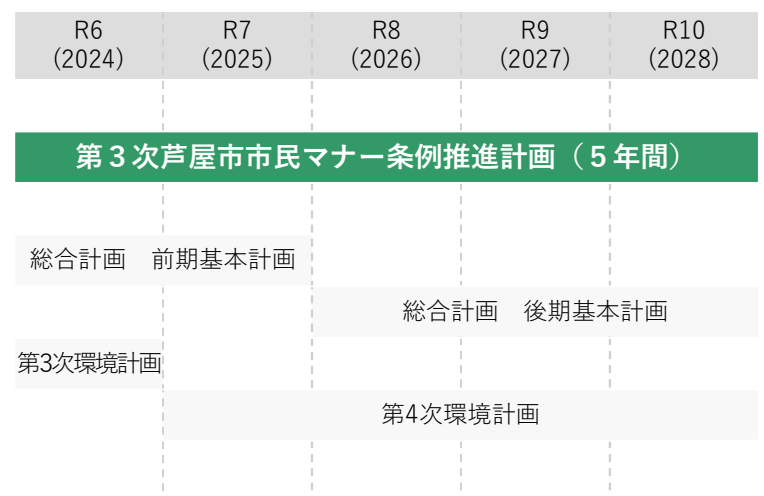 R6 R7 R8 R9 R10
(2024) (2025) (2026) (2027) (2028)
第３次芦屋市市民マナー条例推進計画（５年間）
総合計画　前期基本計画
総合計画　後期基本計画
第3次環境計画
第4次環境計画